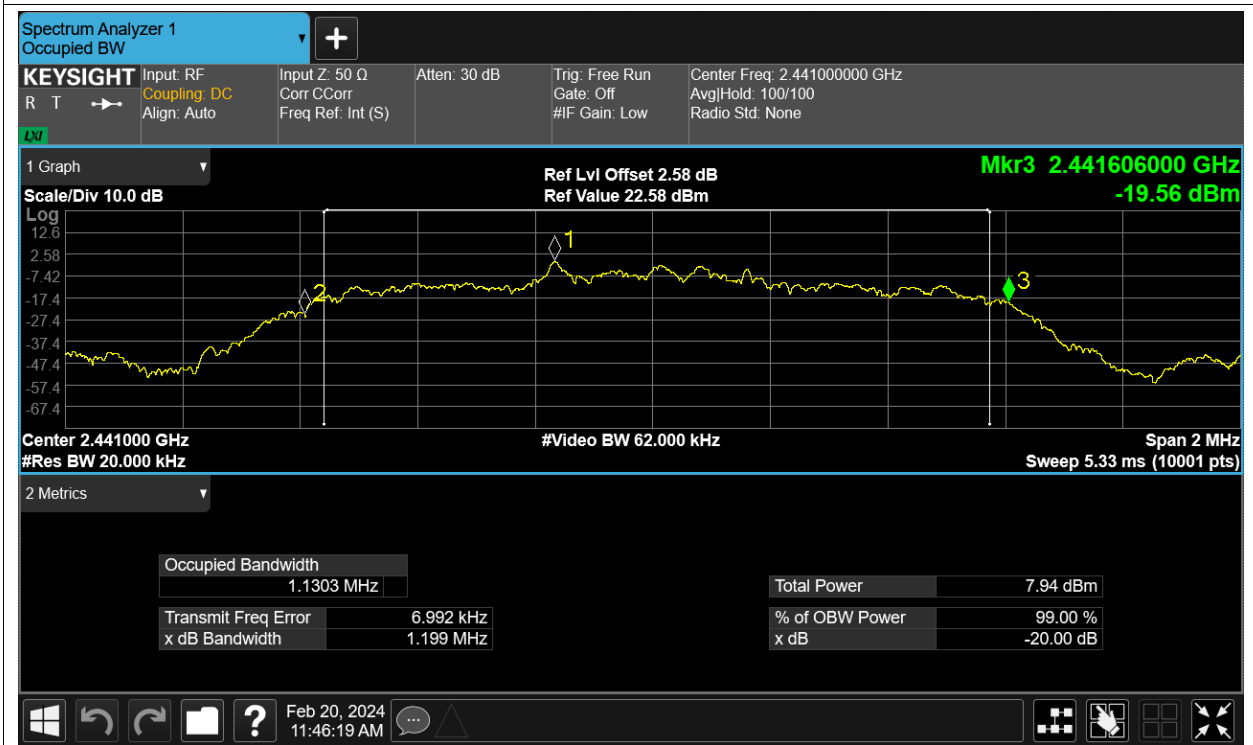 Spectrum Analyzer 1
Occupied BW
KEYSIGHT
R T
LXI
Input: RF
Coupling: DC
Align: Auto
Input Z: 50 Ω
Corr CCorr
Freq Ref: Int (S)
Atten: 30 dB
Trig: Free Run
Gate: Off
#IF Gain: Low
Center Freq: 2.441000000 GHz
Avg|Hold: 100/100
Radio Std: None
1 Graph
Scale/Div 10.0 dB
Ref Lvl Offset 2.58 dB
Ref Value 22.58 dBm
Mkr3 2.441606000 GHz
-19.56 dBm
Log
12.6
2.58
-7.42
-17.4
-27.4
-37.4
-47.4
-57.4
-67.4
1
2
3
Center 2.441000 GHz
#Res BW 20.000 kHz
#Video BW 62.000 kHz
Span 2 MHz
Sweep 5.33 ms (10001 pts)
2 Metrics
Occupied Bandwidth
1.1303 MHz
Transmit Freq Error 6.992 kHz
x dB Bandwidth 1.199 MHz
Total Power 7.94 dBm
% of OBW Power 99.00 %
x dB -20.00 dB
?
Feb 20, 2024
11:46:19 AM